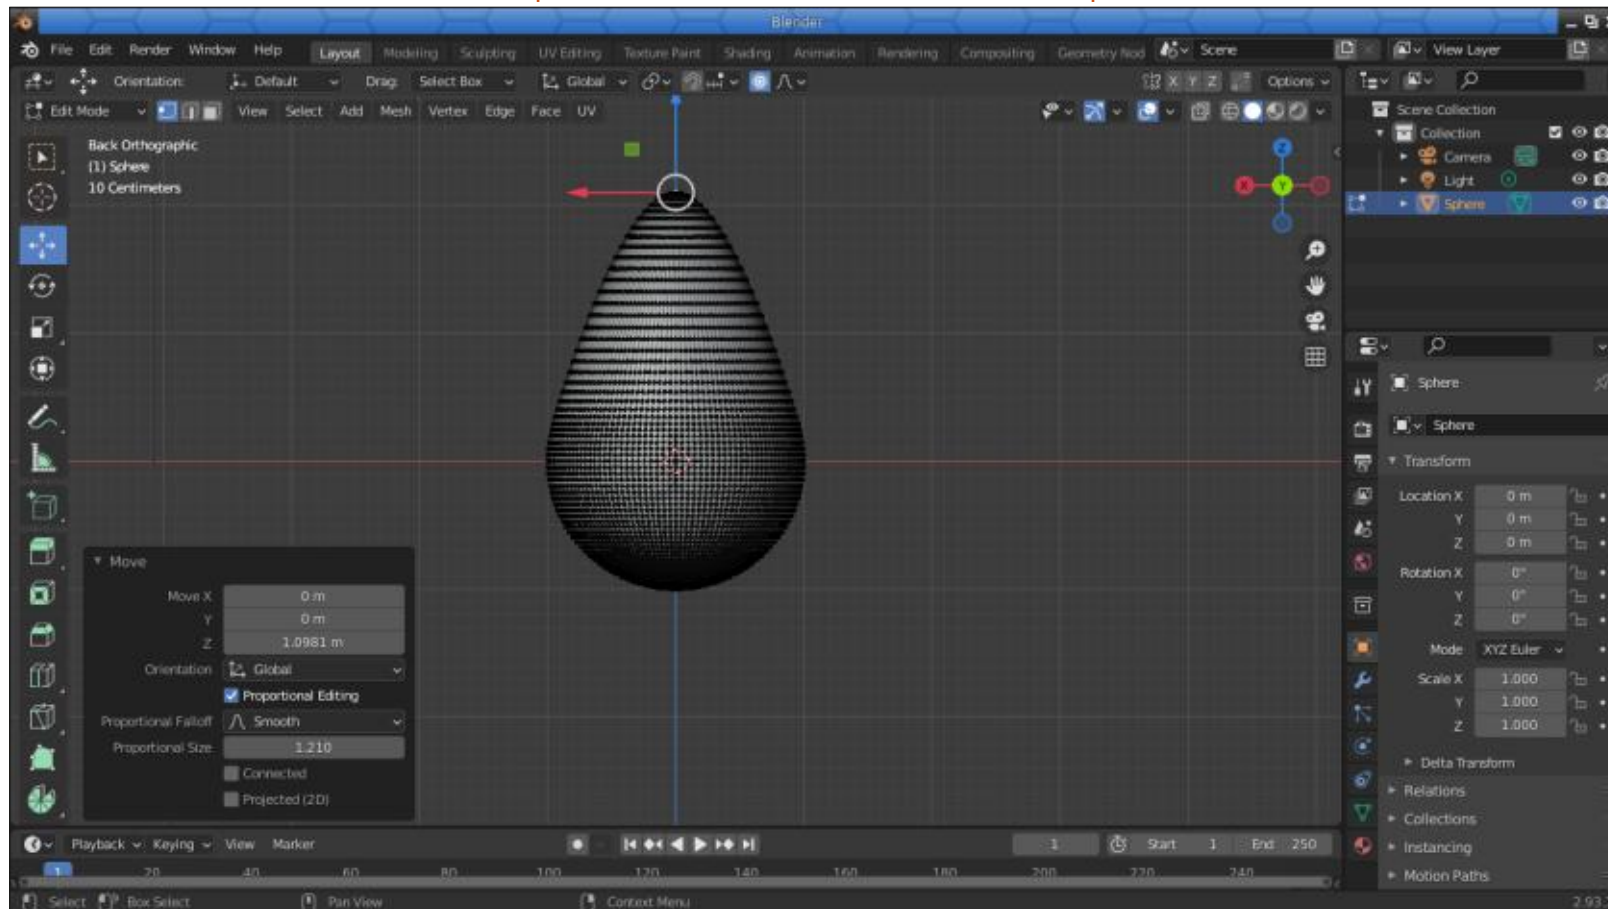 Blender
File Edit Render Window Help Layout Modeling Sculpting UV Editing Texture Paint Shading Animation Rendering Compositing Geometry Nod Scene View Layer
Orientation: Default Drag: Select Box Global X Y Z Options
Edit Mode View Select Add Mesh Vertex Edge Face UV
Back Orthographic
(1) Sphere
10 Centimeters
Z
X Y
Scene Collection
Collection
Camera
Light
Sphere
Sphere
Sphere
Transform
Location X 0 m
Y 0 m
Z 0 m
Rotation X 0°
Y 0°
Z 0°
Mode XYZ Euler
Scale X 1.000
Y 1.000
Z 1.000
Delta Transform
Relations
Collections
Instancing
Motion Paths
Move
Move X 0 m
Y 0 m
Z 1.0981 m
Orientation Global
Proportional Editing
Proportional Falloff Smooth
Proportional Size 1.210
Connected
Projected (2D)
Playback Keying View Marker 1 Start 1 End 250
1 20 40 60 80 100 120 140 160 180 200 220 240
Select Box Select Pan View Context Menu 2.93.